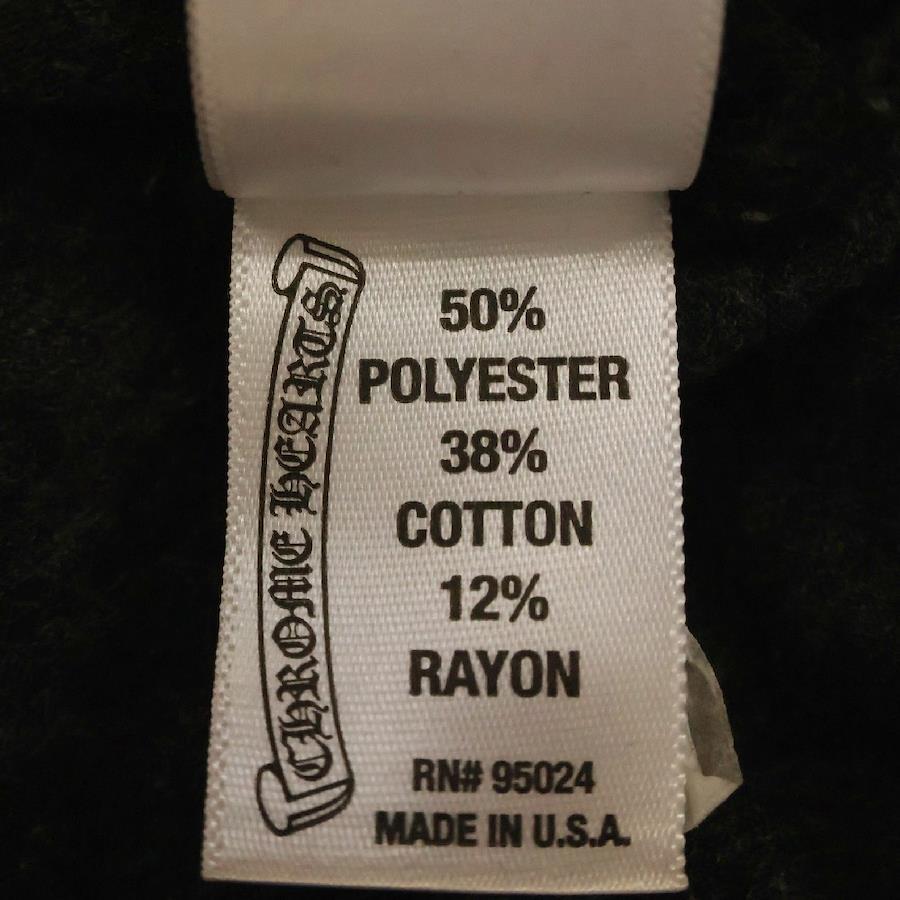 CHROME HEARTS
50%
POLYESTER
38%
COTTON
12%
RAYON
RN# 95024
MADE IN U.S.A.